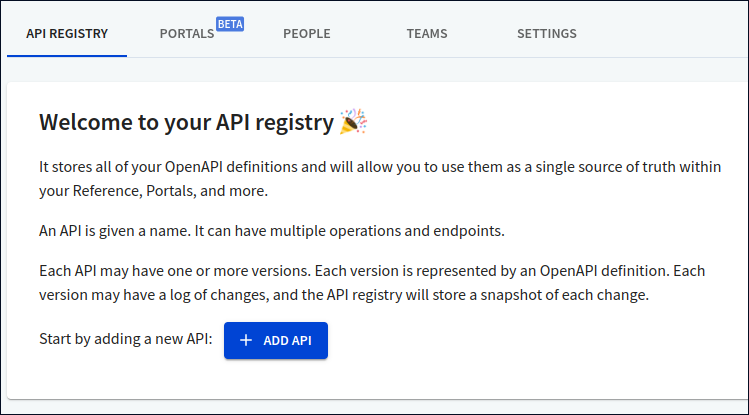 API REGISTRY PORTALS BETA PEOPLE TEAMS SETTINGS
Welcome to your API registry 🎉
It stores all of your OpenAPI definitions and will allow you to use them as a single source of truth within
your Reference, Portals, and more.
An API is given a name. It can have multiple operations and endpoints.
Each API may have one or more versions. Each version is represented by an OpenAPI definition. Each
version may have a log of changes, and the API registry will store a snapshot of each change.
Start by adding a new API: + ADD API